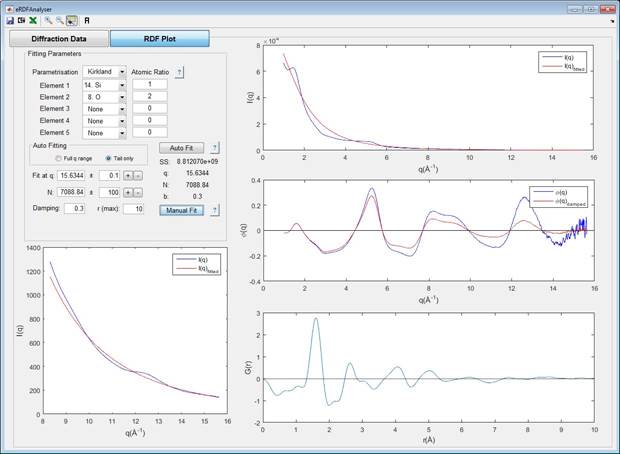 eRDFAnalyser
Diffraction Data
RDF Plot
Fitting Parameters
Parametrisation Kirkland Atomic Ratio ?
Element 1 14. Si 1
Element 2 8. O 2
Element 3 None 0
Element 4 None 0
Element 5 None 0
Auto Fitting
Full q range Tail only
Auto Fit ?
SS: 8.812070e+09
Fit at q: 15.6344 ± 0.1 + -
q: 15.6344
N: 7088.84 ± 100 + -
N: 7088.84
b: 0.3
Damping: 0.3 r (max): 10
Manual Fit ?
1400
1200
1000
800
600
400
200
0
8 9 10 11 12 13 14 15 16
q(Å-1)
I(q)
I(q)
I(q)fitted
×10 4
8
6
4
2
0
0 2 4 6 8 10 12 14 16
q(Å-1)
I(q)
I(q)
I(q)fitted
0.4
0.2
0
-0.2
-0.4
0 2 4 6 8 10 12 14 16
q(Å-1)
ϕ(q)
ϕ(q)
ϕ(q)damped
3
2
1
0
-1
-2
0 1 2 3 4 5 6 7 8 9 10
r(Å)
G(r)